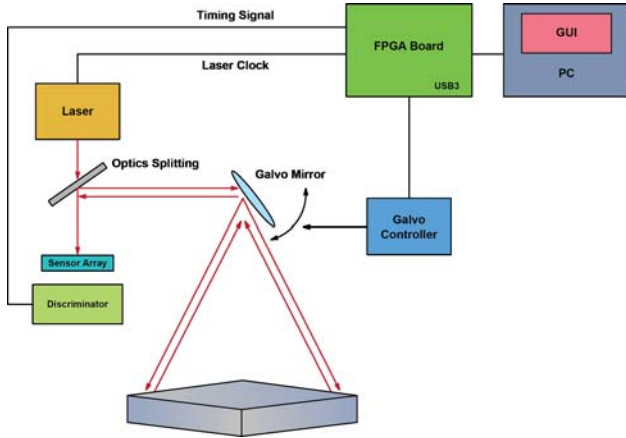 Timing Signal
FPGA Board
USB3
GUI
PC
Laser Clock
Laser
Optics Splitting
Galvo Mirror
Galvo
Controller
Sensor Array
Discriminator